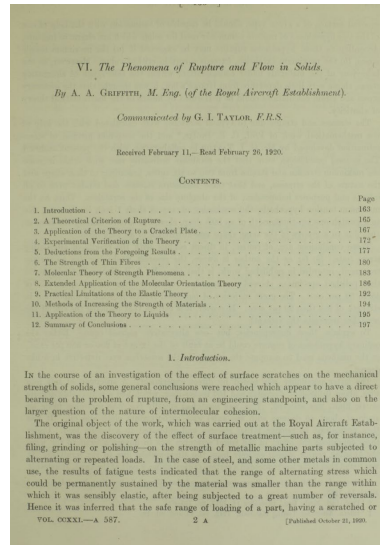 VI. The Phenomena of Rupture and Flow in Solids.
By A. A. GRIFFITH, M. Eng. (of the Royal Aircraft Establishment).
Communicated by G. I. TAYLOR, F.R.S.
Received February 11,—Read February 26, 1920.
CONTENTS.
Page
1. Introduction . . . . . . . . . . 163
2. A Theoretical Criterion of Rupture . . . . . . . . . . 165
3. Application of the Theory to a Cracked Plate . . . . . . . . . . 167
4. Experimental Verification of the Theory . . . . . . . . . . 172
5. Deductions from the Foregoing Results . . . . . . . . . . 177
6. The Strength of Thin Fibres . . . . . . . . . . 180
7. Molecular Theory of Strength Phenomena . . . . . . . . . . 183
8. Extended Application of the Molecular Orientation Theory . . . . . . . . . . 186
9. Practical Limitations of the Elastic Theory . . . . . . . . . . 192
10. Methods of Increasing the Strength of Materials . . . . . . . . . . 194
11. Application of the Theory to Liquids . . . . . . . . . . 195
12. Summary of Conclusions . . . . . . . . . . 197
1. Introduction.
IN the course of an investigation of the effect of surface scratches on the mechanical
strength of solids, some general conclusions were reached which appear to have a direct
bearing on the problem of rupture, from an engineering standpoint, and also on the
larger question of the nature of intermolecular cohesion.
The original object of the work, which was carried out at the Royal Aircraft Estab-
lishment, was the discovery of the effect of surface treatment—such as, for instance,
filing, grinding or polishing—on the strength of metallic machine parts subjected to
alternating or repeated loads. In the case of steel, and some other metals in common
use, the results of fatigue tests indicated that the range of alternating stress which
could be permanently sustained by the material was smaller than the range within
which it was sensibly elastic, after being subjected to a great number of reversals.
Hence it was inferred that the safe range of loading of a part, having a scratched or
VOL. CCXXI.—A 587. 2 A [Published October 21, 1920.